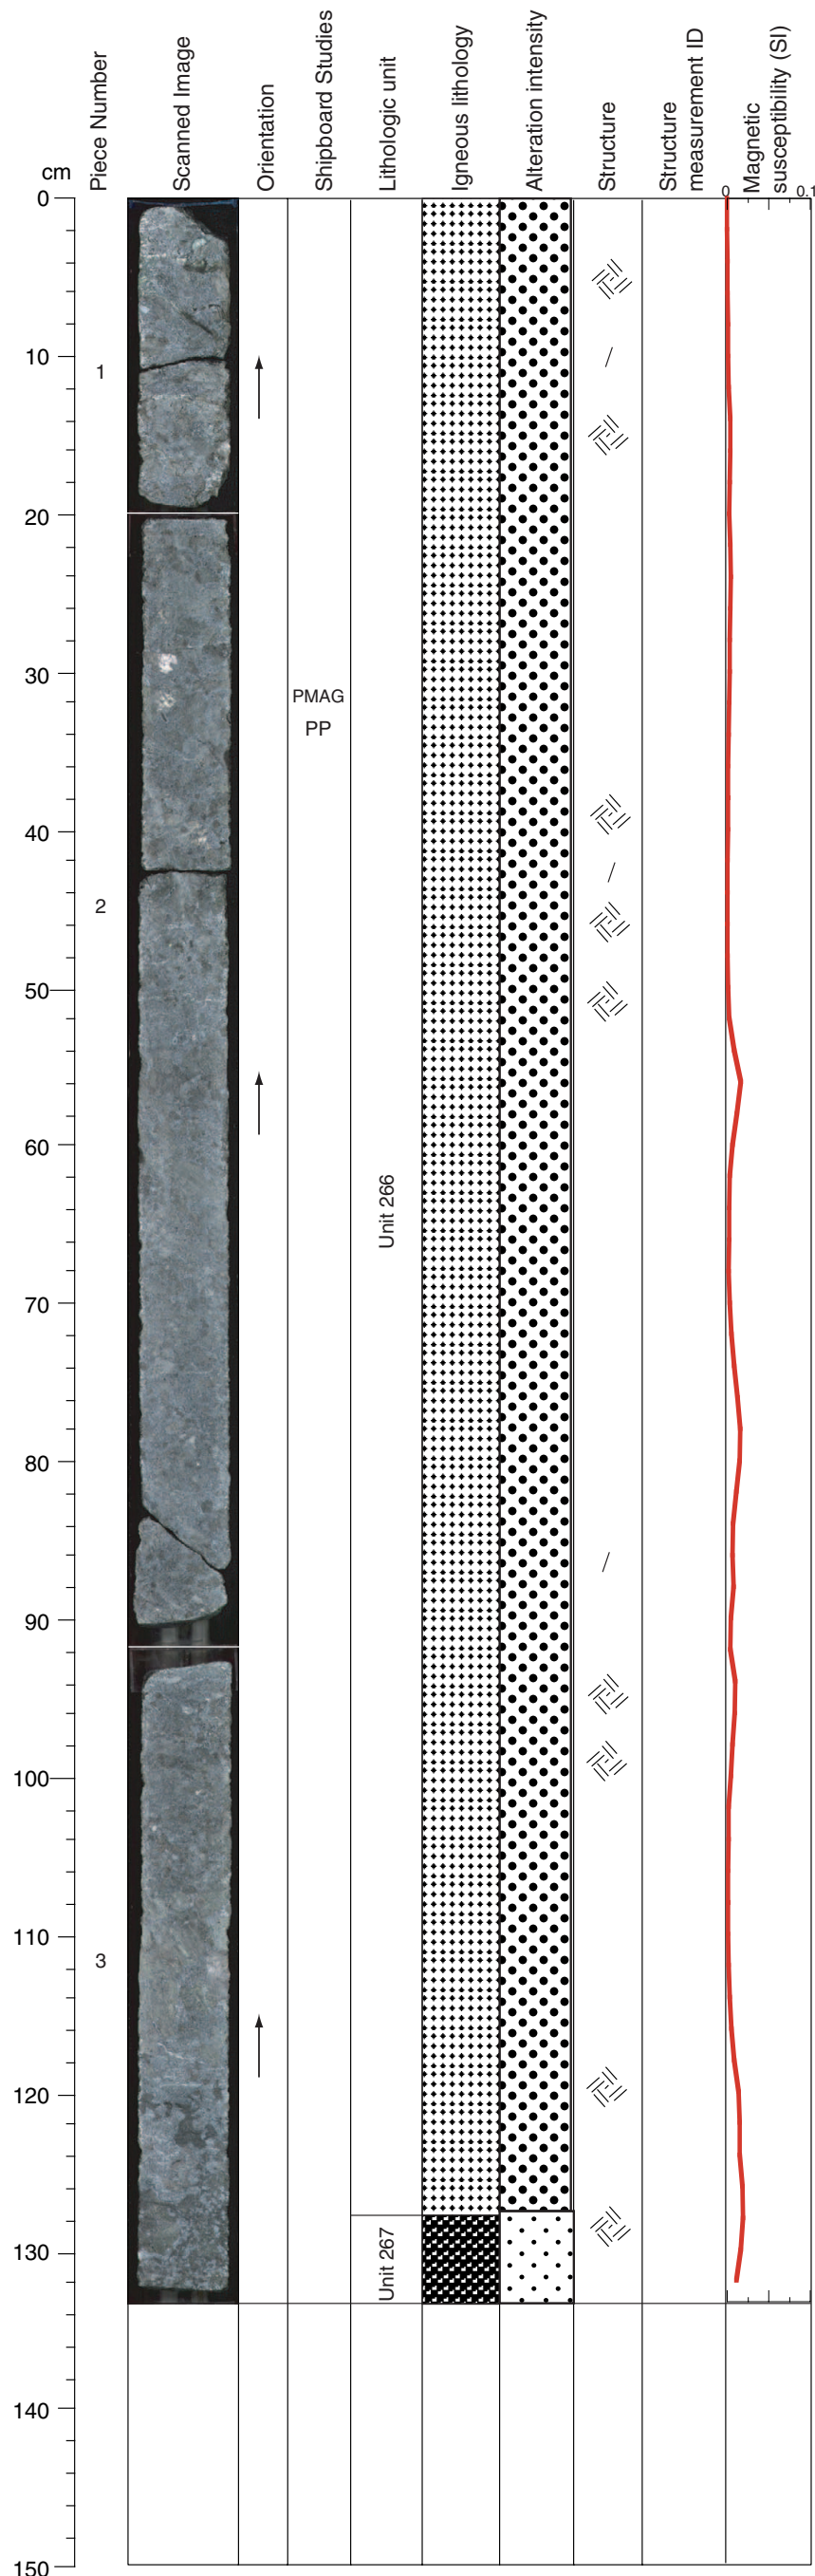 cm
Piece Number
Scanned Image
Orientation
Shipboard Studies
Lithologic unit
Igneous lithology
Alteration intensity
Structure
Structure
measurement ID
Magnetic
susceptibility (SI)
0 0.1
0
10
1
20
30
PMAG
PP
40
2
50
60
Unit 266
70
80
90
100
110
3
120
130
Unit 267
140
150